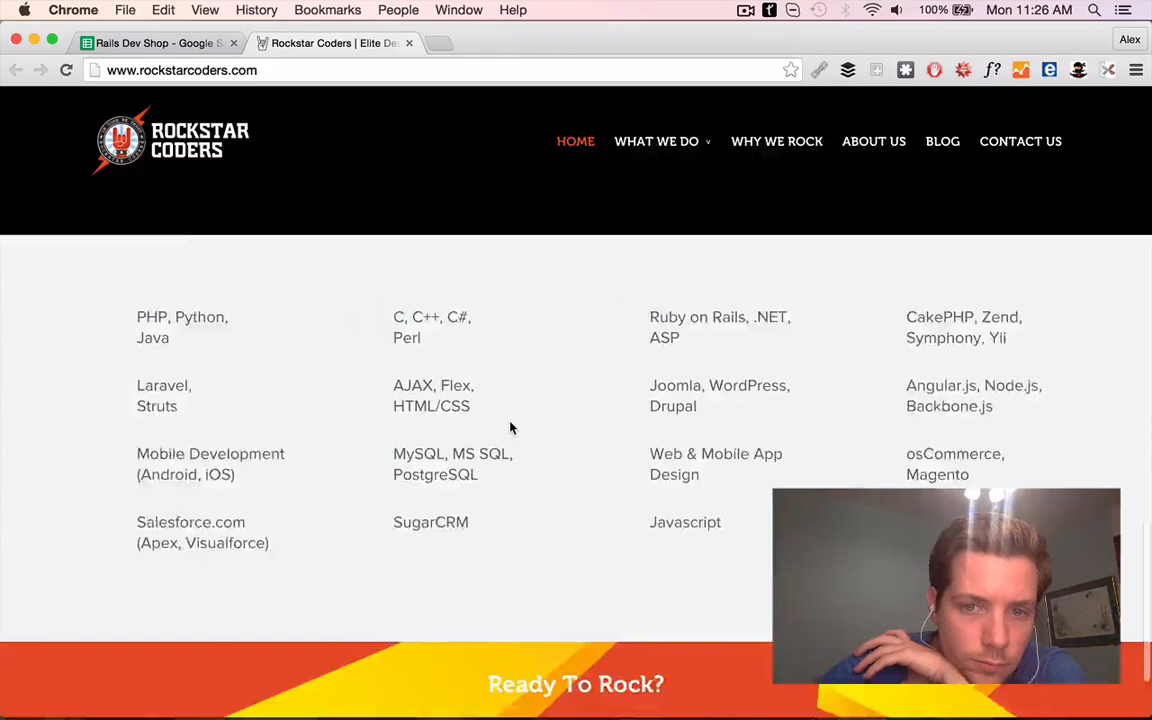 Chrome File Edit View History Bookmarks People Window Help 100% Mon 11:26 AM
Rails Dev Shop - Google S Rockstar Coders | Elite De Alex
www.rockstarcoders.com
ROCKSTAR
CODERS
HOME WHAT WE DO WHY WE ROCK ABOUT US BLOG CONTACT US
PHP, Python,
Java
C, C++, C#,
Perl
Ruby on Rails, .NET,
ASP
CakePHP, Zend,
Symphony, Yii
Laravel,
Struts
AJAX, Flex,
HTML/CSS
Joomla, WordPress,
Drupal
Angular.js, Node.js,
Backbone.js
Mobile Development
(Android, iOS)
MySQL, MS SQL,
PostgreSQL
Web & Mobile App
Design
osCommerce,
Magento
Salesforce.com
(Apex, Visualforce)
SugarCRM
Javascript
Ready To Rock?